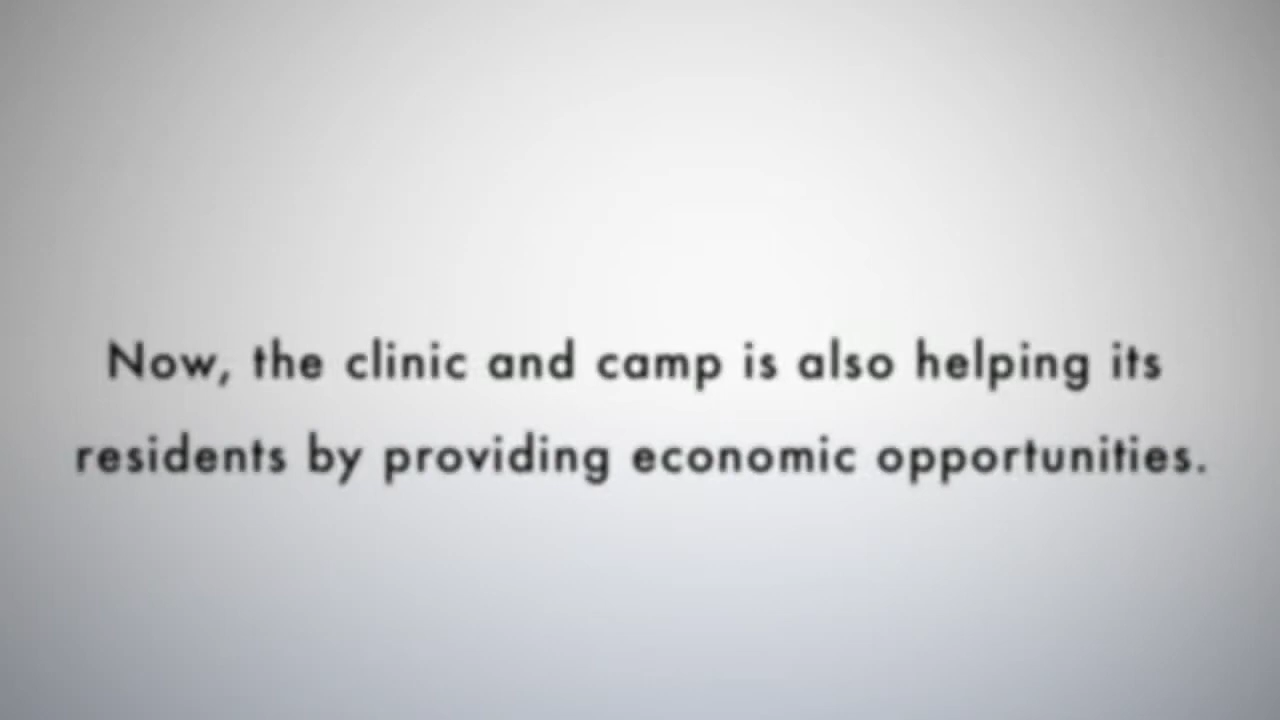 Now, the clinic and camp is also helping its
residents by providing economic opportunities.